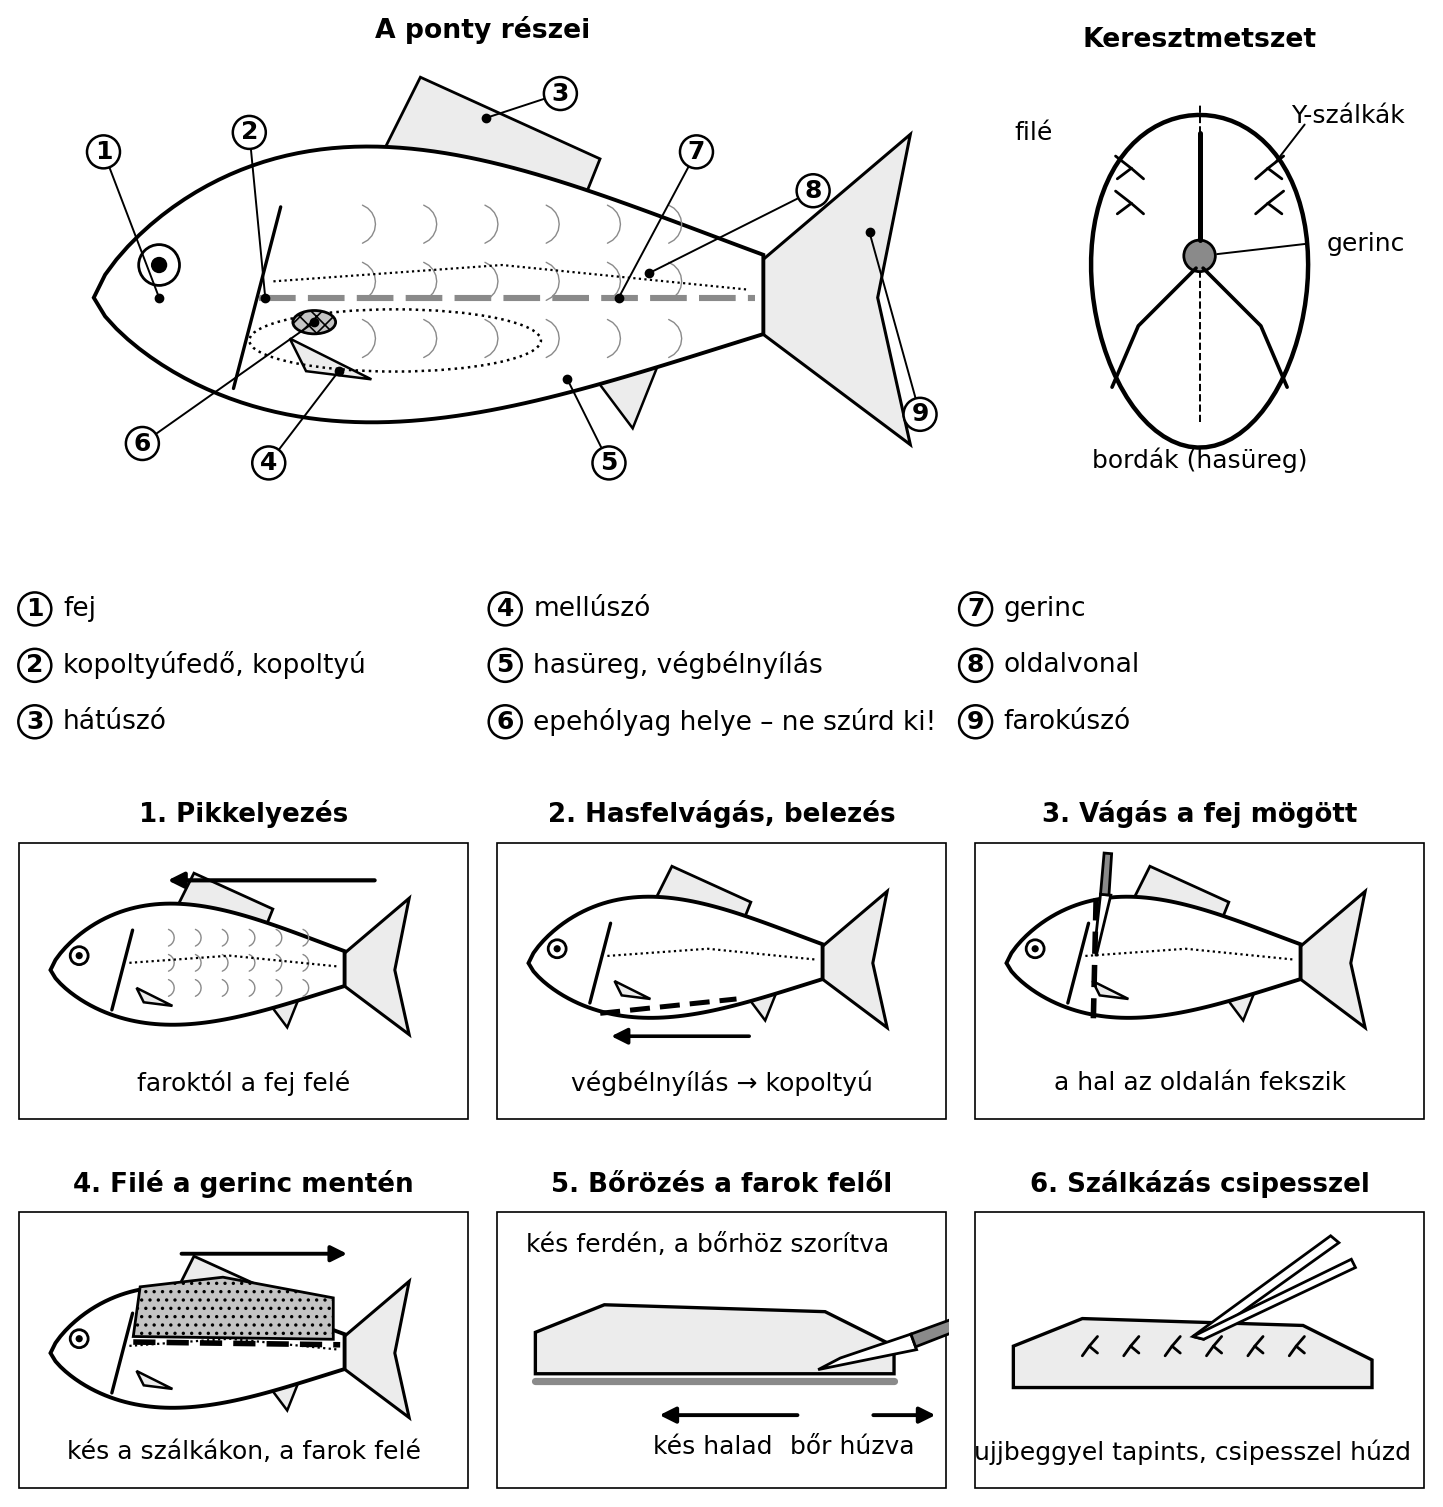 A ponty részei
Keresztmetszet
1
2
3
7
8
6
4
5
9
filé
Y-szálkák
gerinc
bordák (hasüreg)
1 fej
2 kopoltyúfedő, kopoltyú
3 hátúszó
4 mellúszó
5 hasüreg, végbélnyílás
6 epehólyag helye – ne szúrd ki!
7 gerinc
8 oldalvonal
9 farokúszó
1. Pikkelyezés
faroktól a fej felé
2. Hasfelvágás, belezés
végbélnyílás → kopoltyú
3. Vágás a fej mögött
a hal az oldalán fekszik
4. Filé a gerinc mentén
kés a szálkákon, a farok felé
5. Bőrözés a farok felől
kés ferdén, a bőrhöz szorítva
kés halad
bőr húzva
6. Szálkázás csipesszel
ujjbeggyel tapints, csipesszel húzd